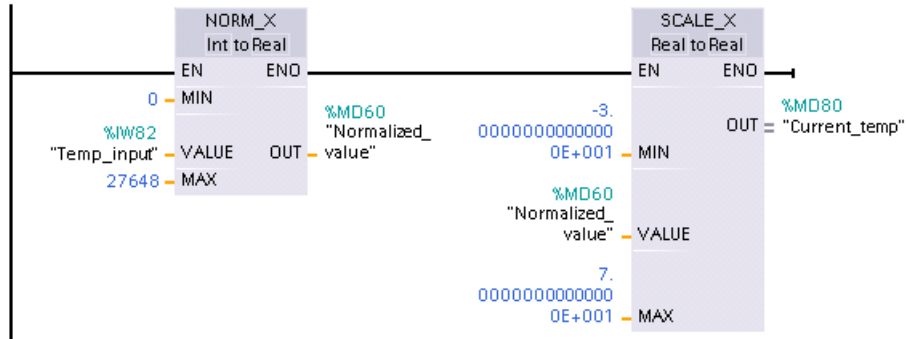 NORM_X
Int to Real
EN
ENO
0
MIN
%IW82
"Temp_input"
VALUE
OUT
%MD60
"Normalized_
value"
27648
MAX
SCALE_X
Real to Real
EN
ENO
-3.
0000000000000
0E+001
MIN
OUT
%MD80
"Current_temp"
%MD60
"Normalized_
value"
VALUE
7.
0000000000000
0E+001
MAX